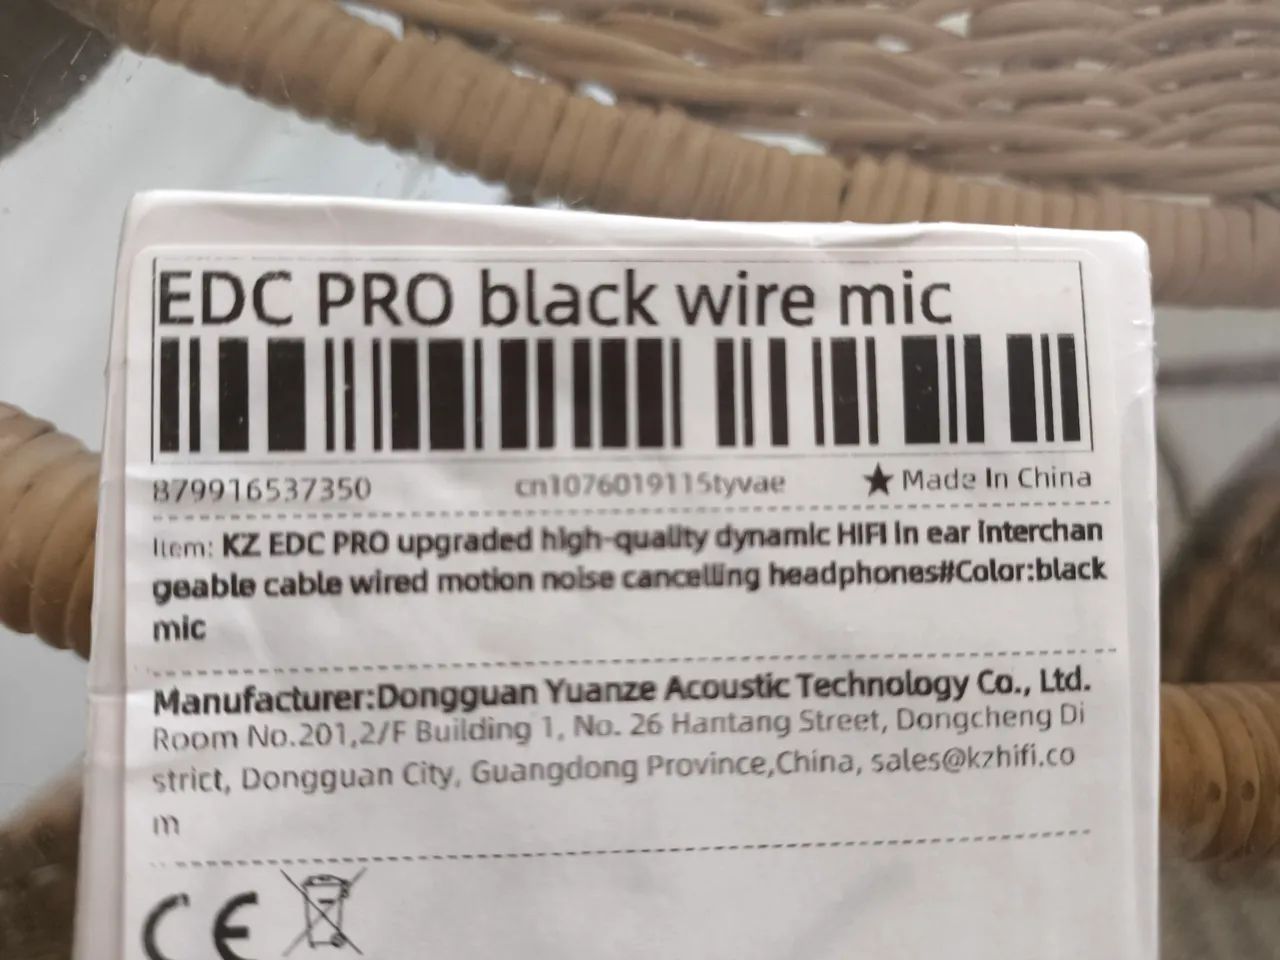 EDC PRO black wire mic
879916537350 cn1076019115tyvae ★ Made In China
Item: KZ EDC PRO upgraded high-quality dynamic HIFI in ear interchan
geable cable wired motion noise cancelling headphones#Color:black
mic
Manufacturer:Dongguan Yuanze Acoustic Technology Co., Ltd.
Room No.201,2/F Building 1, No. 26 Hantang Street, Dongcheng Di
strict, Dongguan City, Guangdong Province,China, sales@kzhifi.co
m
CE